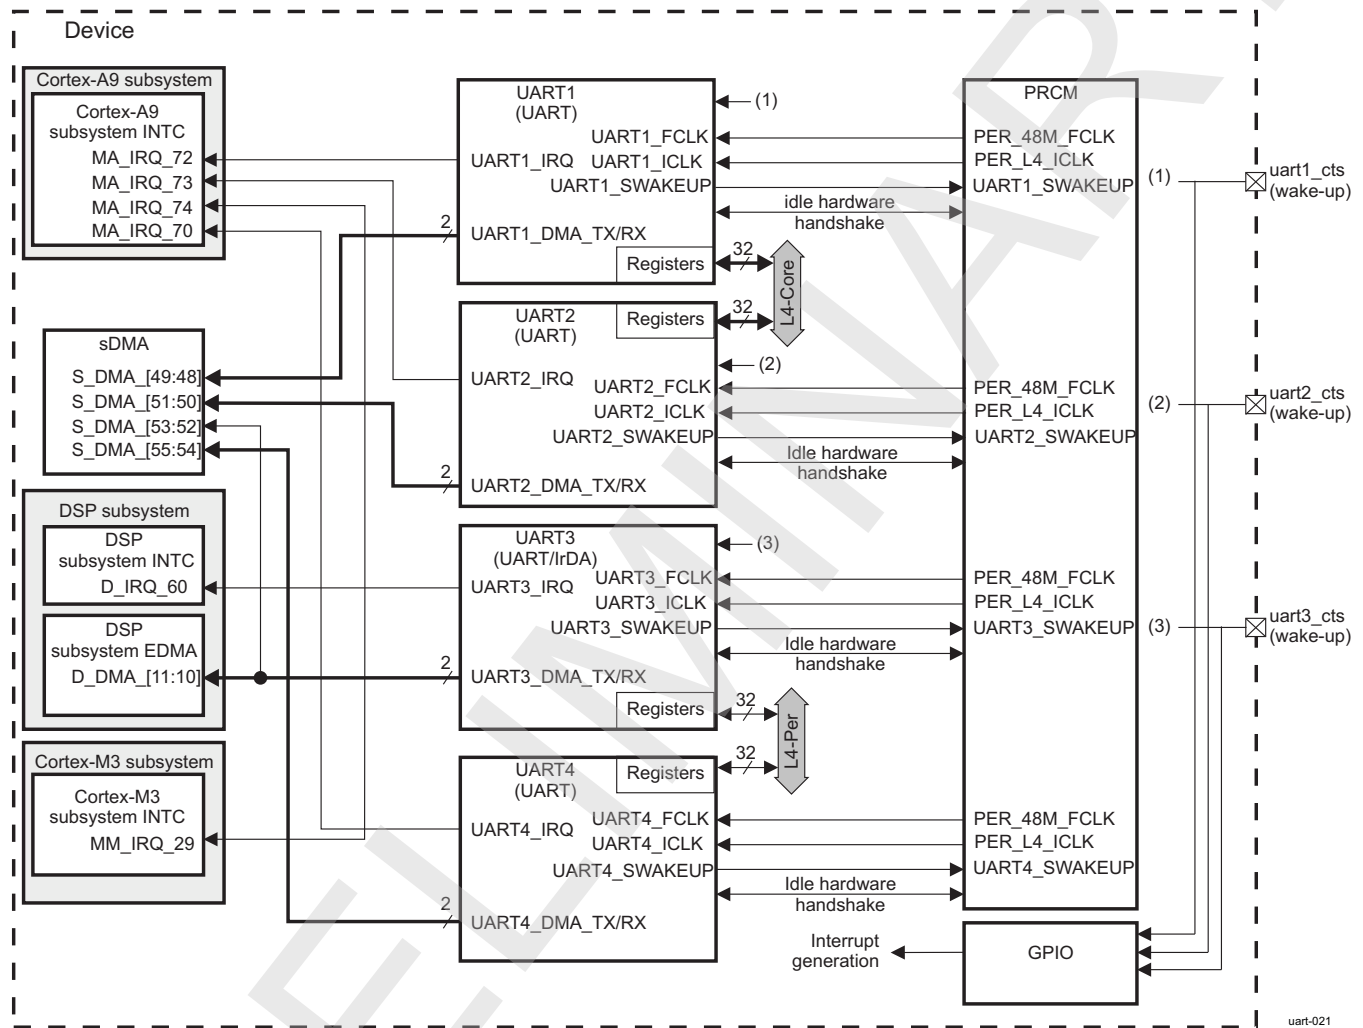 Device
Cortex-A9 subsystem
Cortex-A9
subsystem INTC
MA_IRQ_72
MA_IRQ_73
MA_IRQ_74
MA_IRQ_70
sDMA
S_DMA_[49:48]
S_DMA_[51:50]
S_DMA_[53:52]
S_DMA_[55:54]
DSP subsystem
DSP
subsystem INTC
D_IRQ_60
DSP
subsystem EDMA
D_DMA_[11:10]
Cortex-M3 subsystem
Cortex-M3
subsystem INTC
MM_IRQ_29
2
2
2
2
UART1
(UART)
(1)
UART1_FCLK
UART1_IRQ
UART1_ICLK
UART1_SWAKEUP
UART1_DMA_TX/RX
Registers
idle hardware
handshake
32
L4-Core
32
UART2
(UART)
Registers
(2)
UART2_IRQ
UART2_FCLK
UART2_ICLK
UART2_SWAKEUP
UART2_DMA_TX/RX
Idle hardware
handshake
UART3
(UART/IrDA)
(3)
UART3_IRQ
UART3_FCLK
UART3_ICLK
UART3_SWAKEUP
UART3_DMA_TX/RX
Registers
Idle hardware
handshake
32
L4-Per
32
UART4
(UART)
Registers
UART4_IRQ
UART4_FCLK
UART4_ICLK
UART4_SWAKEUP
UART4_DMA_TX/RX
Idle hardware
handshake
PRCM
PER_48M_FCLK
PER_L4_ICLK
UART1_SWAKEUP
PER_48M_FCLK
PER_L4_ICLK
UART2_SWAKEUP
PER_48M_FCLK
PER_L4_ICLK
UART3_SWAKEUP
PER_48M_FCLK
PER_L4_ICLK
UART4_SWAKEUP
Interrupt
generation
GPIO
(1)
uart1_cts
(wake-up)
(2)
uart2_cts
(wake-up)
(3)
uart3_cts
(wake-up)
uart-021
ELIMINAR